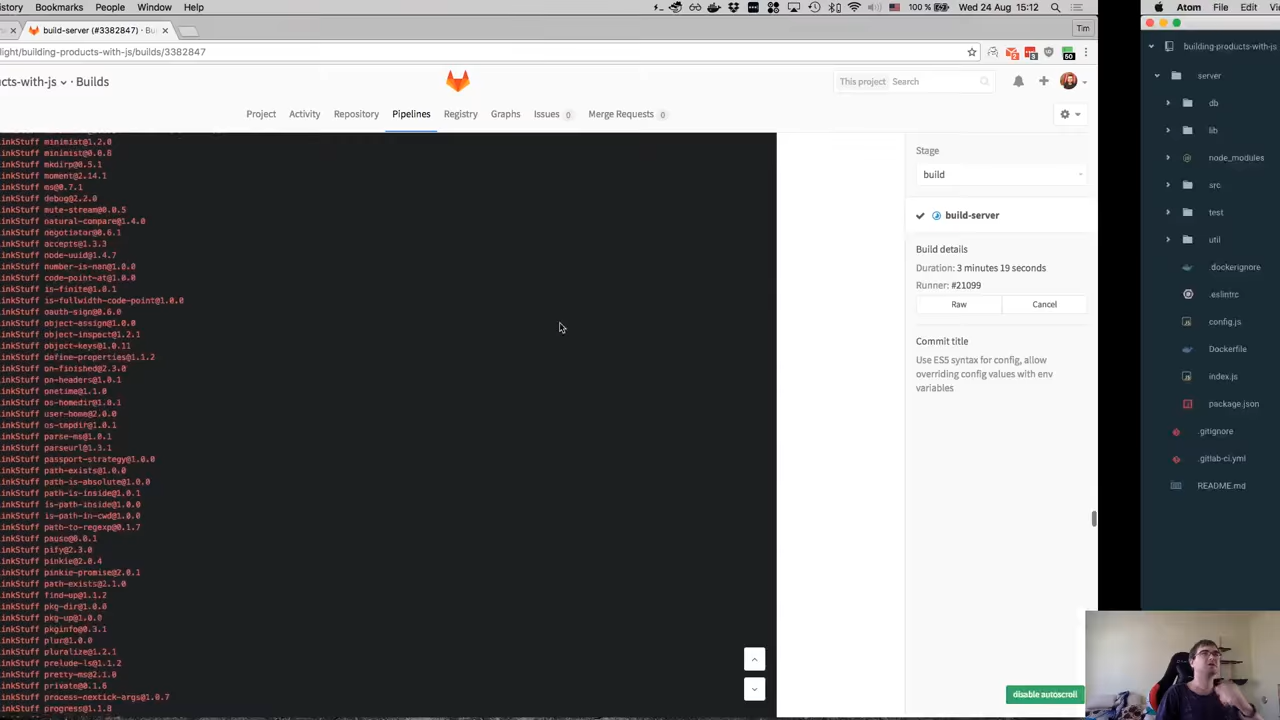 istory Bookmarks People Window Help
100 % Wed 24 Aug 15:12
Atom File Edit Vi
build-server (#3382847) · Bui
Tim
light/building-products-with-js/builds/3382847
building-products-with-js
cts-with-js · Builds
This project Search
server
Project Activity Repository Pipelines Registry Graphs Issues 0 Merge Requests 0
inkStuff minimist@1.2.0
inkStuff minimist@0.0.8
inkStuff mkdirp@0.5.1
inkStuff moment@2.14.1
inkStuff ms@0.7.1
inkStuff debug@2.2.0
inkStuff mute-stream@0.0.5
inkStuff natural-compare@1.4.0
inkStuff negotiator@0.6.1
inkStuff accepts@1.3.3
inkStuff node-uuid@1.4.7
inkStuff number-is-nan@1.0.0
inkStuff code-point-at@1.0.0
inkStuff is-finite@1.0.1
inkStuff is-fullwidth-code-point@1.0.0
inkStuff oauth-sign@0.6.0
inkStuff object-assign@1.0.0
inkStuff object-inspect@1.2.1
inkStuff object-keys@1.0.11
inkStuff define-properties@1.1.2
inkStuff on-finished@2.3.0
inkStuff on-headers@1.0.1
inkStuff onetime@1.1.0
inkStuff os-homedir@1.0.1
inkStuff user-home@2.0.0
inkStuff os-tmpdir@1.0.1
inkStuff parse-ms@1.0.1
inkStuff parseurl@1.3.1
inkStuff passport-strategy@1.0.0
inkStuff path-exists@1.0.0
inkStuff path-is-absolute@1.0.0
inkStuff path-is-inside@1.0.1
inkStuff is-path-inside@1.0.0
inkStuff is-path-in-cwd@1.0.0
inkStuff path-to-regexp@0.1.7
inkStuff pause@0.0.1
inkStuff pify@2.3.0
inkStuff pinkie@2.0.4
inkStuff pinkie-promise@2.0.1
inkStuff path-exists@2.1.0
inkStuff find-up@1.1.2
inkStuff pkg-dir@1.0.0
inkStuff pkg-up@1.0.0
inkStuff pkginfo@0.3.1
inkStuff plur@1.0.0
inkStuff pluralize@1.2.1
inkStuff prelude-ls@1.1.2
inkStuff pretty-ms@2.1.0
inkStuff private@0.1.6
inkStuff process-nextick-args@1.0.7
inkStuff progress@1.1.8
Stage
build
build-server
Build details
Duration: 3 minutes 19 seconds
Runner: #21099
Raw Cancel
Commit title
Use ES5 syntax for config, allow
overriding config values with env
variables
disable autoscroll
db
lib
node_modules
src
test
util
.dockerignore
.eslintrc
config.js
Dockerfile
index.js
package.json
.gitignore
.gitlab-ci.yml
README.md